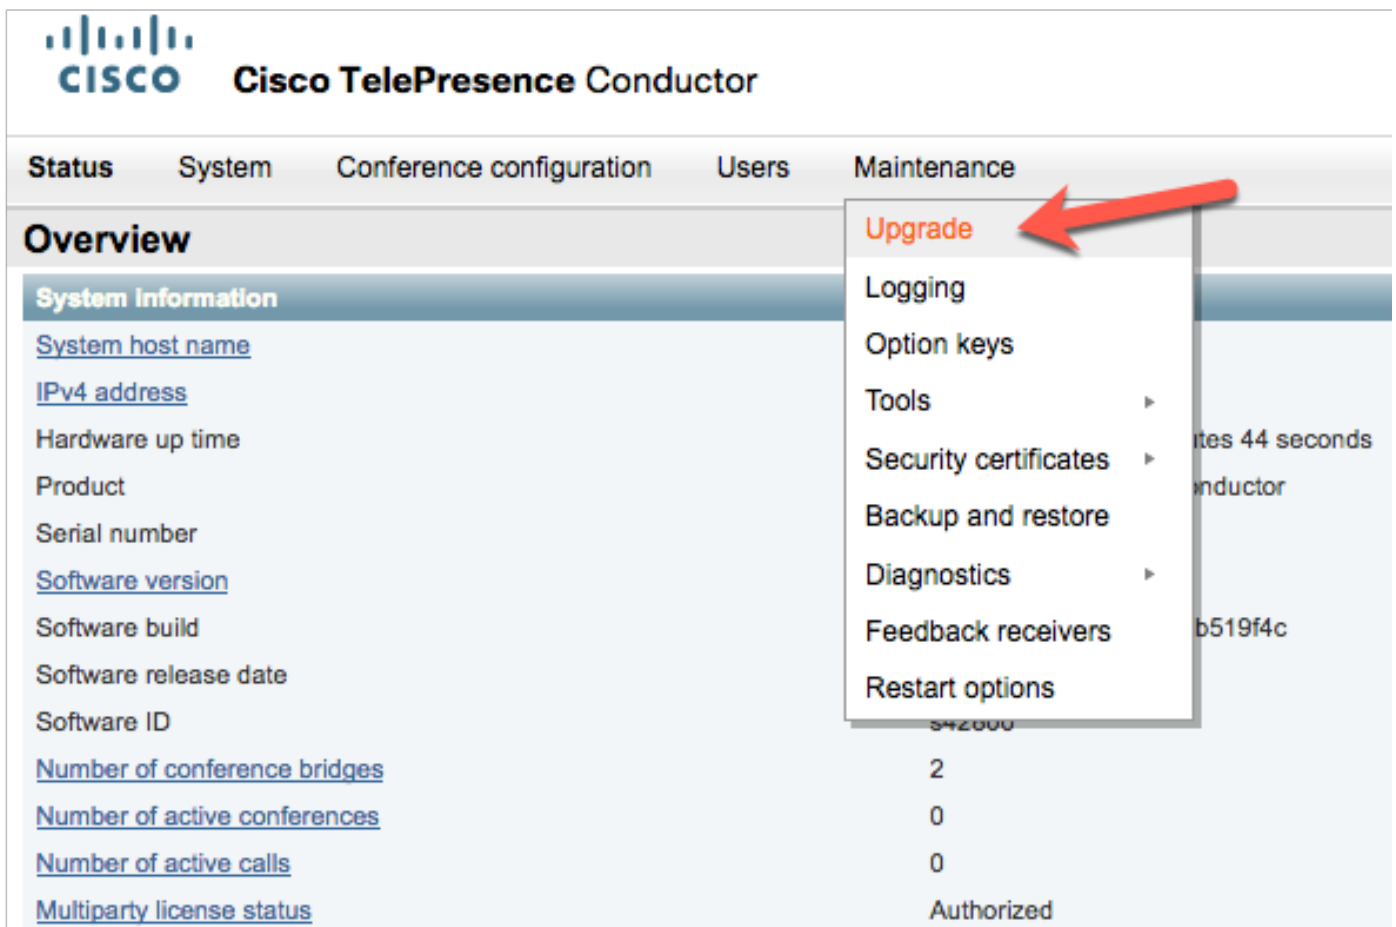 CISCO Cisco TelePresence Conductor
Status System Conference configuration Users Maintenance
Overview
Upgrade
Logging
Option keys
Tools
Security certificates
Backup and restore
Diagnostics
Feedback receivers
Restart options
System information
System host name
IPv4 address
Hardware up time 44 seconds
Product
Serial number
Software version
Software build b519f4c
Software release date
Software ID
Number of conference bridges 2
Number of active conferences 0
Number of active calls 0
Multiparty license status Authorized